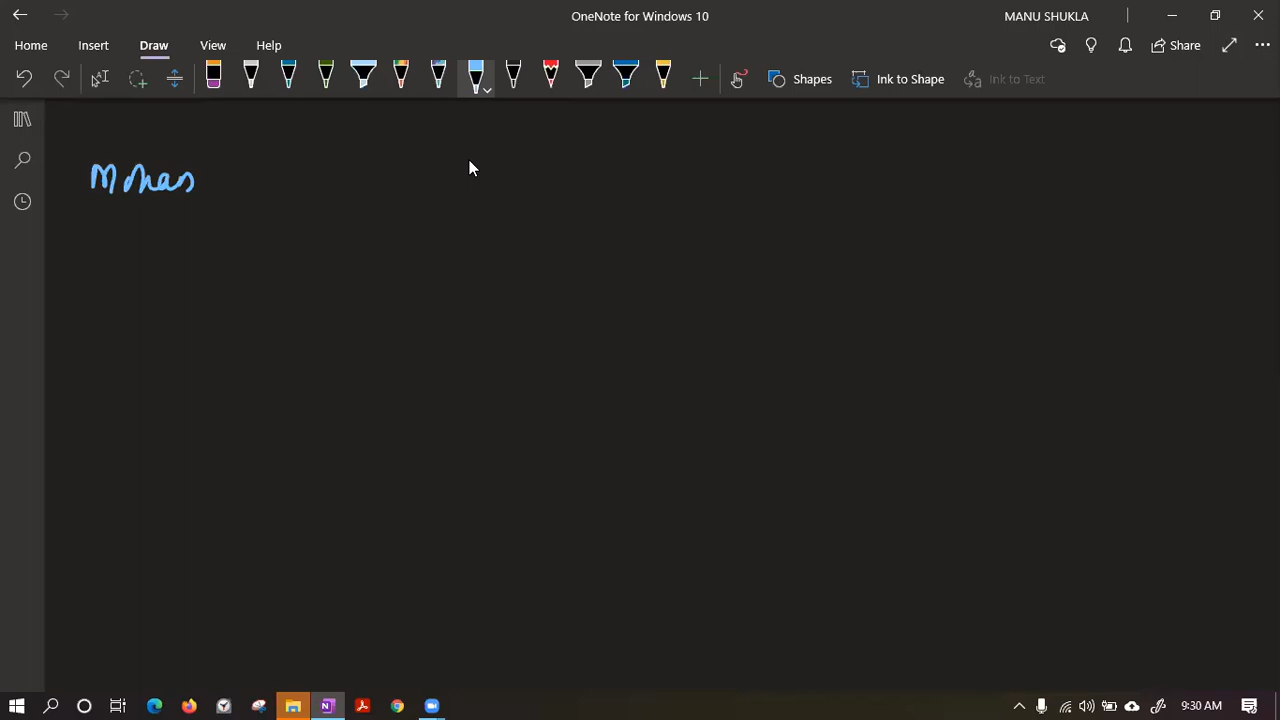 OneNote for Windows 10
MANU SHUKLA
Home
Insert
Draw
View
Help
Share
Shapes
Ink to Shape
Ink to Text
Mohan
9:30 AM